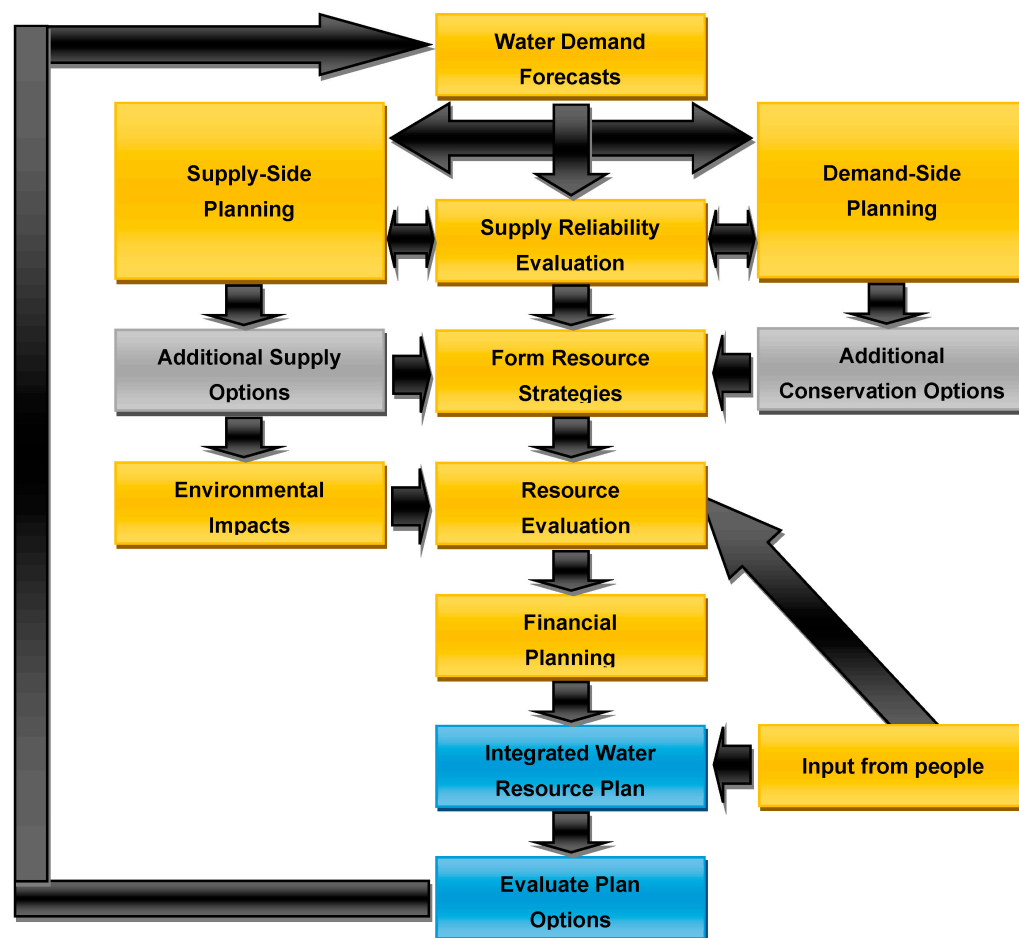 Water Demand
Forecasts
Supply-Side
Planning
Demand-Side
Planning
Supply Reliability
Evaluation
Additional Supply
Options
Form Resource
Strategies
Additional
Conservation Options
Environmental
Impacts
Resource
Evaluation
Financial
Planning
Integrated Water
Resource Plan
Input from people
Evaluate Plan
Options